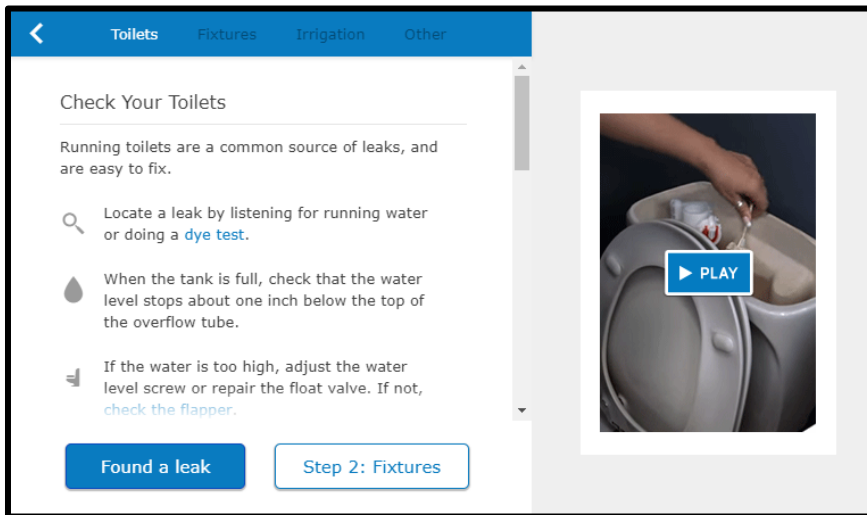 Toilets Fixtures Irrigation Other
Check Your Toilets
Running toilets are a common source of leaks, and
are easy to fix.
Locate a leak by listening for running water
or doing a dye test.
When the tank is full, check that the water
level stops about one inch below the top of
the overflow tube.
If the water is too high, adjust the water
level screw or repair the float valve. If not,
check the flapper.
Found a leak
Step 2: Fixtures
PLAY